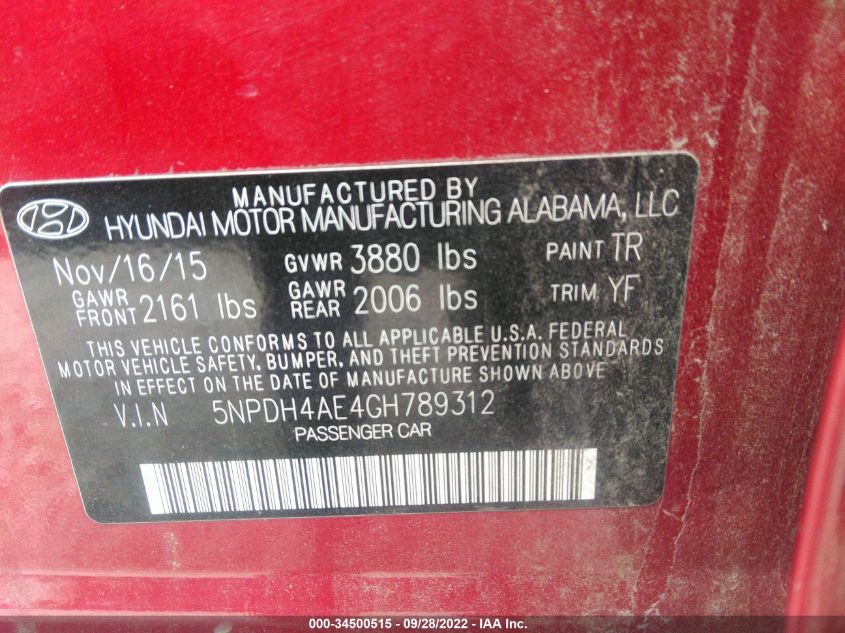 MANUFACTURED BY
HYUNDAI MOTOR MANUFACTURING ALABAMA, LLC
Nov/16/15 GVWR 3880 lbs PAINT TR
GAWR FRONT 2161 lbs GAWR REAR 2006 lbs TRIM YF
THIS VEHICLE CONFORMS TO ALL APPLICABLE U.S.A. FEDERAL
MOTOR VEHICLE SAFETY, BUMPER, AND THEFT PREVENTION STANDARDS
IN EFFECT ON THE DATE OF MANUFACTURE SHOWN ABOVE.
V.I.N 5NPDH4AE4GH789312
PASSENGER CAR
000-34500515 - 09/28/2022 - IAA Inc.